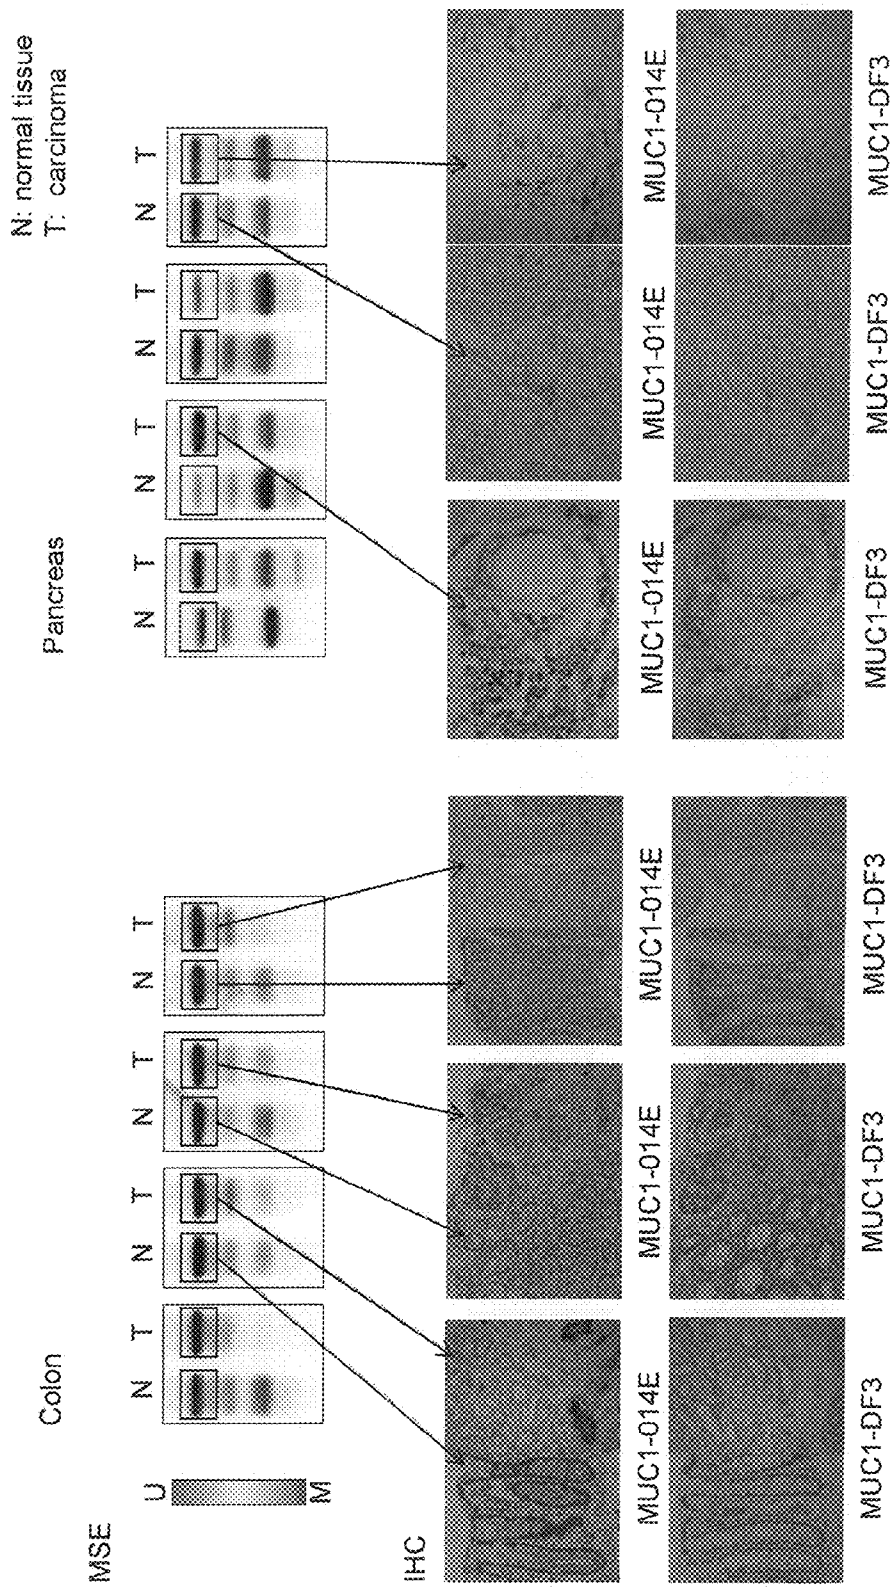 N: normal tissue
T: carcinoma
Colon
Pancreas
MSE
U
M
N T N T N T N T
N T N T N T N T
IHC
MUC1-014E MUC1-014E MUC1-014E
MUC1-014E MUC1-014E MUC1-014E
MUC1-DF3 MUC1-DF3 MUC1-DF3
MUC1-DF3 MUC1-DF3 MUC1-DF3